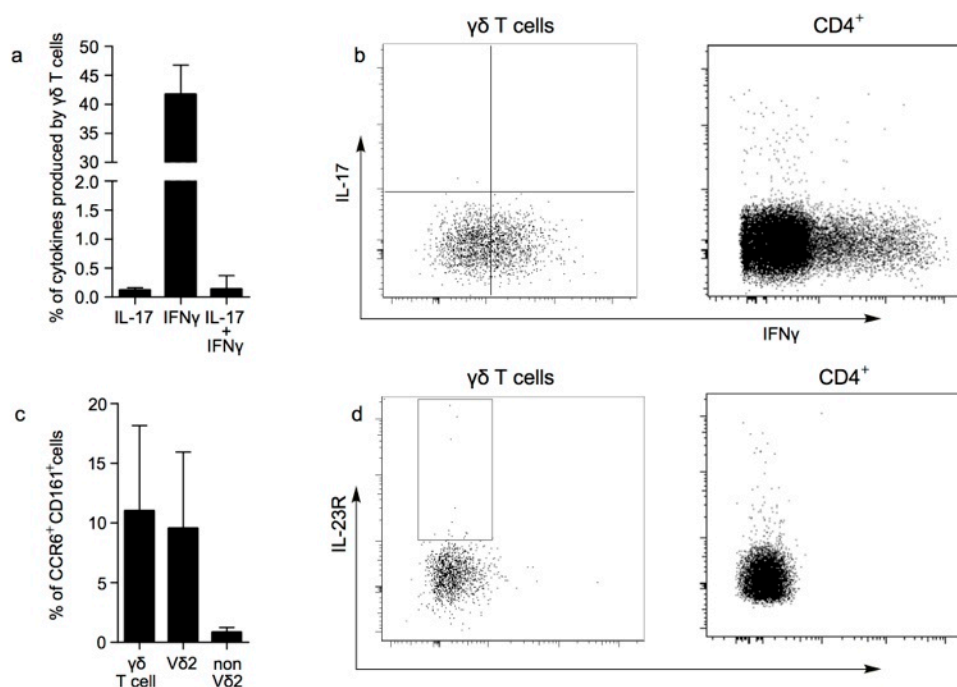 a
% of cytokines produced by γδ T cells
50
45
40
35
30
2.0
1.5
1.0
0.5
0.0
IL-17 IFNγ IL-17
+
IFNγ
b
γδ T cells CD4+
IL-17
IFNγ
c
% of CCR6+ CD161+cells
20
15
10
5
0
γδ
T cell
Vδ2
non
Vδ2
d
γδ T cells CD4+
IL-23R